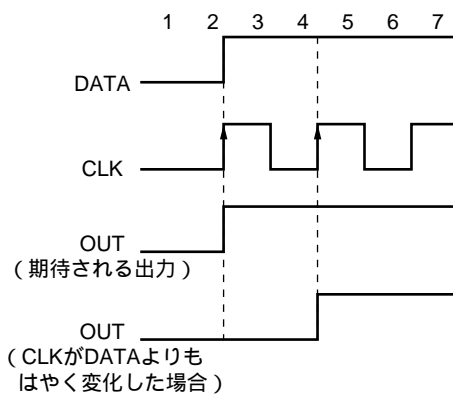 1 2 3 4 5 6 7
DATA
CLK
OUT
(期待される出力)
OUT
(CLKがDATAよりも
はやく変化した場合)